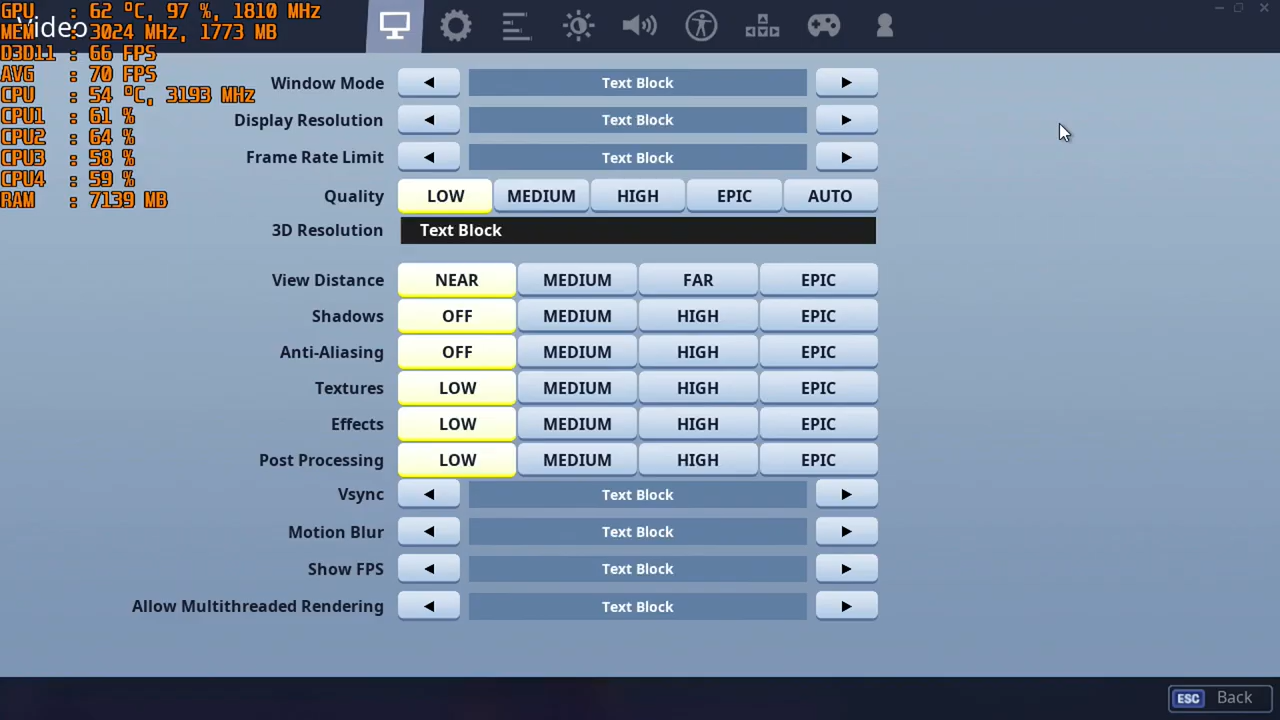 Video
GPU : 62 °C, 97 %, 1810 MHz
MEM : 3024 MHz, 1773 MB
D3D11 : 66 FPS
AVG : 70 FPS
CPU : 54 °C, 3193 MHz
CPU1 : 61 %
CPU2 : 64 %
CPU3 : 58 %
CPU4 : 59 %
RAM : 7139 MB
Window Mode Text Block
Display Resolution Text Block
Frame Rate Limit Text Block
Quality LOW MEDIUM HIGH EPIC AUTO
3D Resolution Text Block
View Distance NEAR MEDIUM FAR EPIC
Shadows OFF MEDIUM HIGH EPIC
Anti-Aliasing OFF MEDIUM HIGH EPIC
Textures LOW MEDIUM HIGH EPIC
Effects LOW MEDIUM HIGH EPIC
Post Processing LOW MEDIUM HIGH EPIC
Vsync Text Block
Motion Blur Text Block
Show FPS Text Block
Allow Multithreaded Rendering Text Block
ESC Back